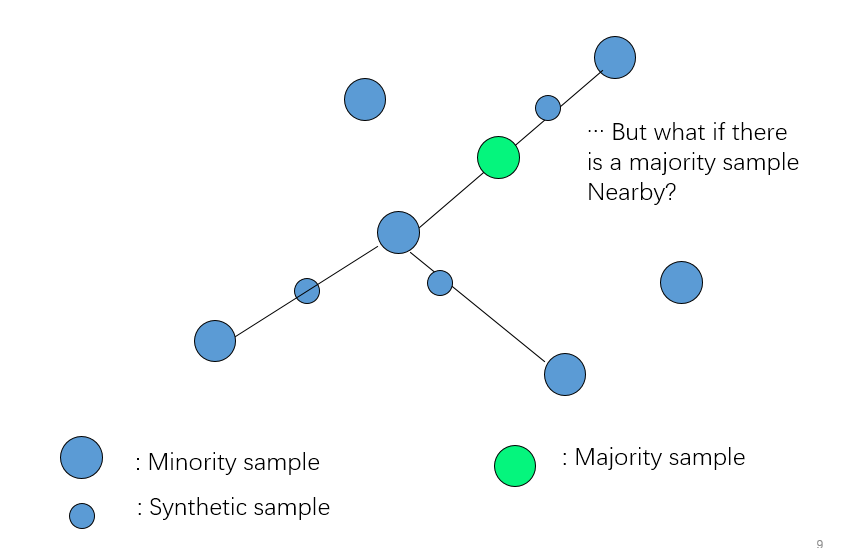 … But what if there
is a majority sample
Nearby?
: Minority sample
: Majority sample
: Synthetic sample
9